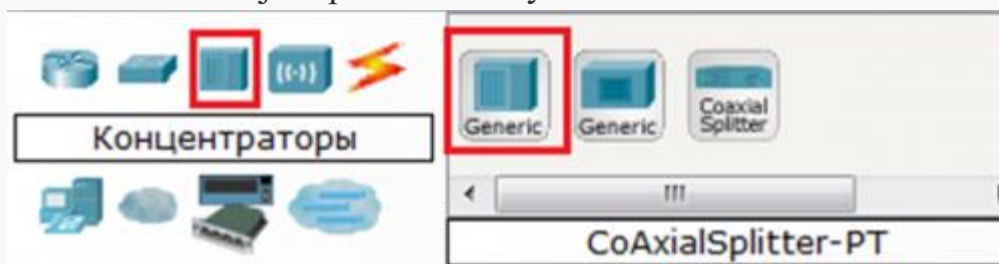 Generic
Generic
Coaxial
Splitter
Концентраторы
CoAxialSplitter-PT